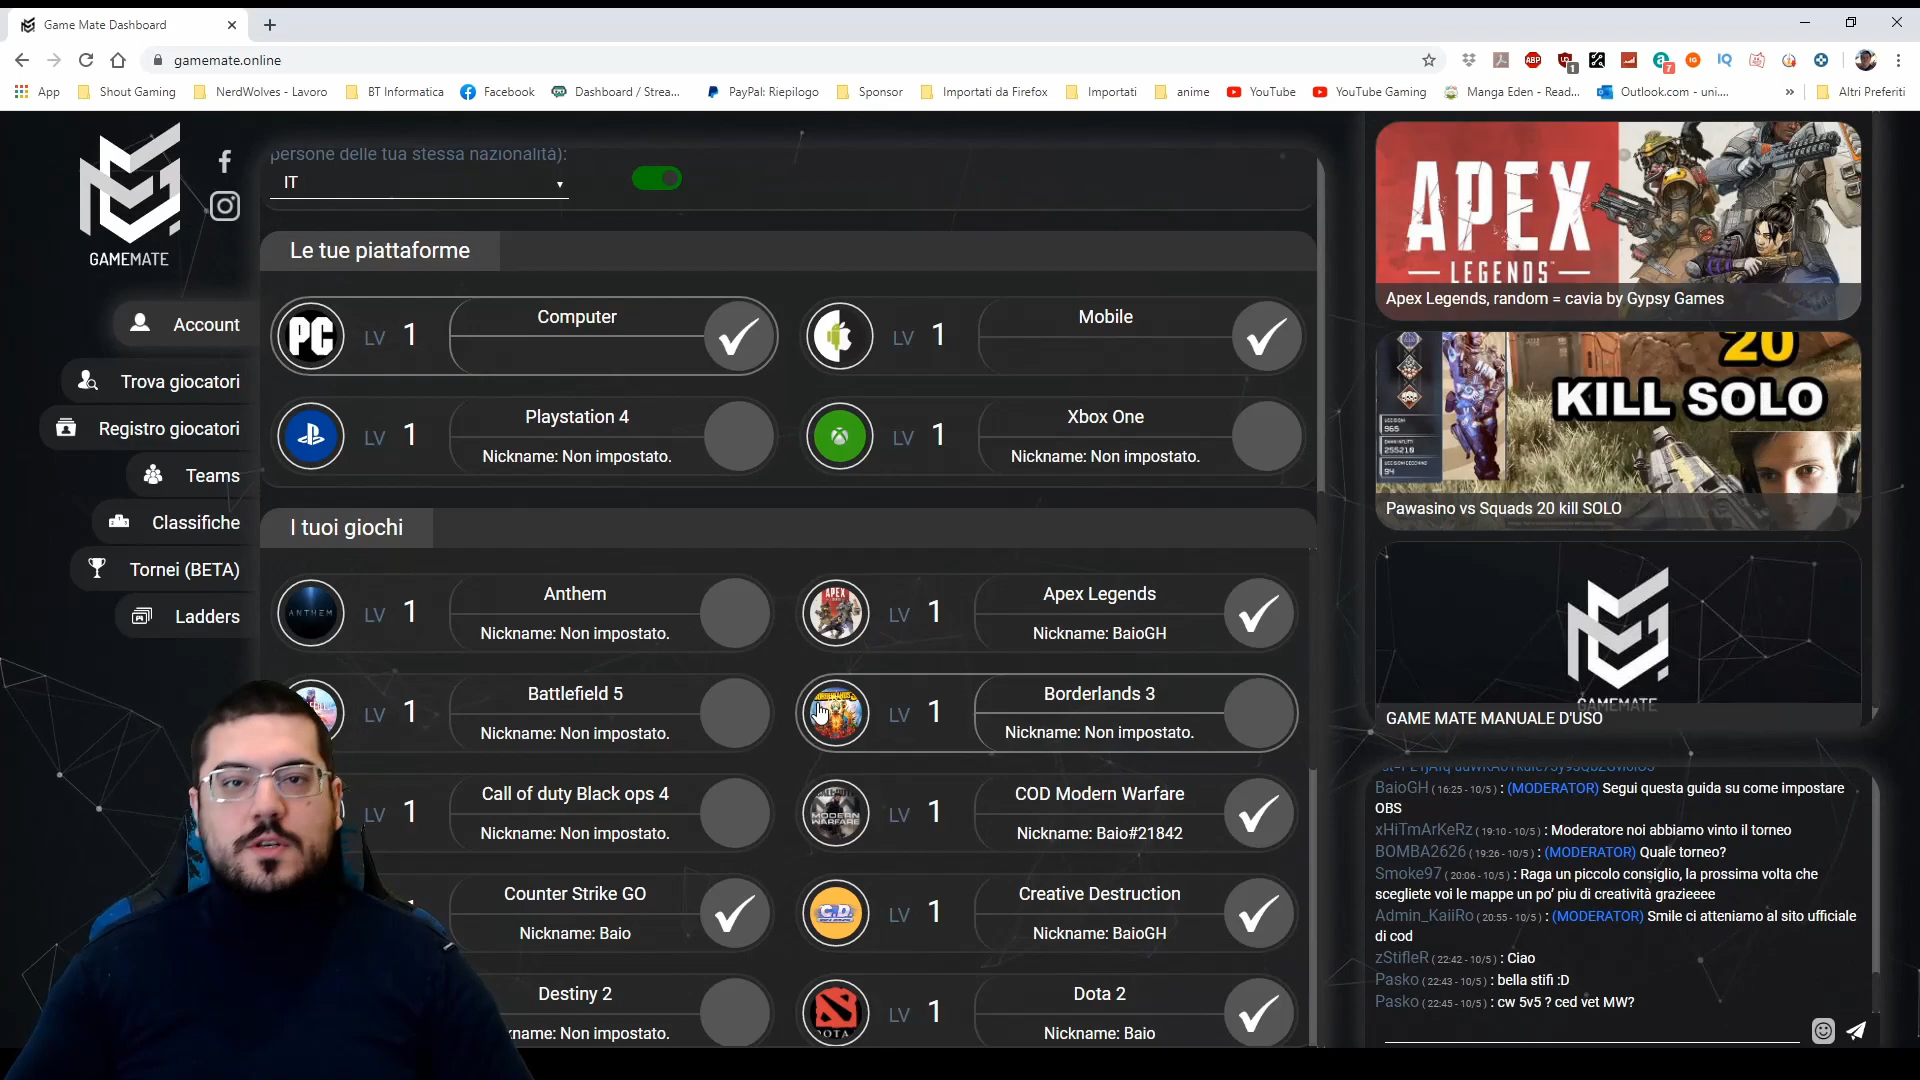 Game Mate Dashboard
gamemate.online
App
Shout Gaming
NerdWolves - Lavoro
BT Informatica
Facebook
Dashboard / Strea...
PayPal: Riepilogo
Sponsor
Importati da Firefox
Importati
anime
YouTube
YouTube Gaming
Manga Eden - Read...
Outlook.com - uni....
»
Altri Preferiti
GAMEMATE
Account
Trova giocatori
Registro giocatori
Teams
Classifiche
Tornei (BETA)
Ladders
persone delle tua stessa nazionalità):
IT
Le tue piattaforme
PC LV 1 Computer
LV 1 Mobile
LV 1 Playstation 4
Nickname: Non impostato.
LV 1 Xbox One
Nickname: Non impostato.
I tuoi giochi
ANTHEM LV 1 Anthem
Nickname: Non impostato.
APEX LV 1 Apex Legends
Nickname: BaioGH
LV 1 Battlefield 5
Nickname: Non impostato.
LV 1 Borderlands 3
Nickname: Non impostato.
LV 1 Call of duty Black ops 4
Nickname: Non impostato.
MODERN WARFARE LV 1 COD Modern Warfare
Nickname: Baio#21842
Counter Strike GO
Nickname: Baio
C.D. LV 1 Creative Destruction
Nickname: BaioGH
Destiny 2
name: Non impostato.
DOTA LV 1 Dota 2
Nickname: Baio
APEX
LEGENDS
Apex Legends, random = cavia by Gypsy Games
20
KILL SOLO
965
255210
94
Pawasino vs Squads 20 kill SOLO
GAMEMATE
GAME MATE MANUALE D'USO
BaioGH ( 16:25 - 10/5 ) : (MODERATOR) Segui questa guida su come impostare
OBS
xHiTmArKeRz ( 19:10 - 10/5 ) : Moderatore noi abbiamo vinto il torneo
BOMBA2626 ( 19:26 - 10/5 ) : (MODERATOR) Quale torneo?
Smoke97 ( 20:06 - 10/5 ) : Raga un piccolo consiglio, la prossima volta che
scegliete voi le mappe un po' piu di creatività grazieeee
Admin_KaiiRo ( 20:55 - 10/5 ) : (MODERATOR) Smile ci atteniamo al sito ufficiale
di cod
zStifleR ( 22:42 - 10/5 ) : Ciao
Pasko ( 22:43 - 10/5 ) : bella stifi :D
Pasko ( 22:45 - 10/5 ) : cw 5v5 ? ced vet MW?